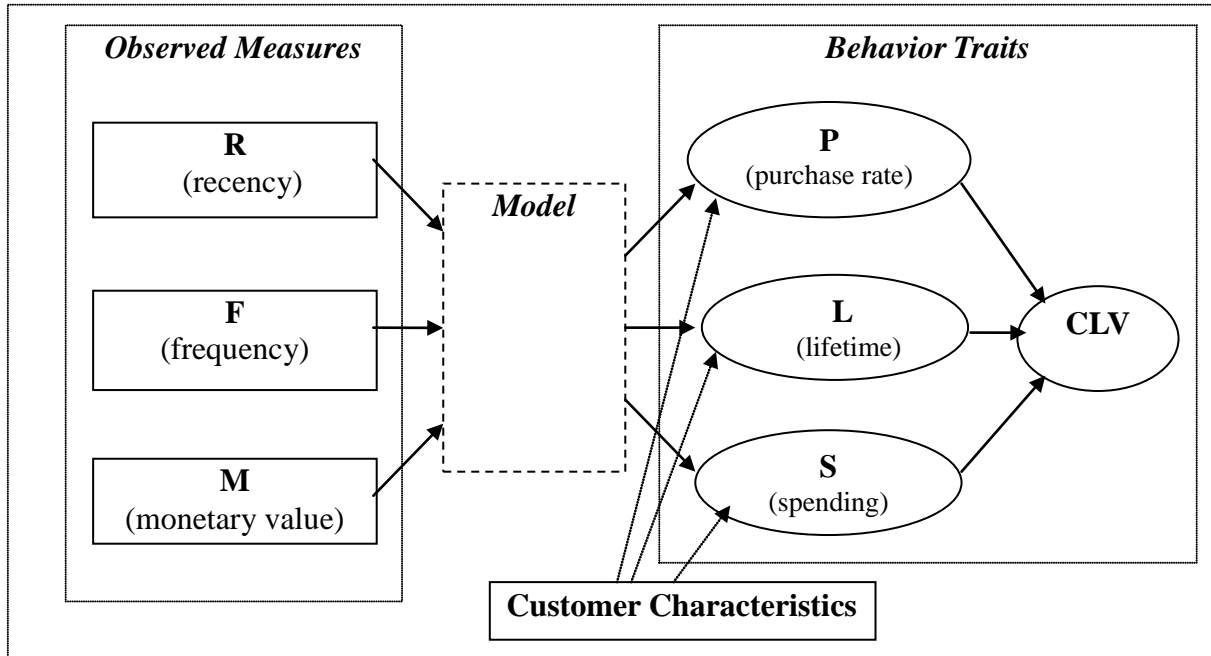 Observed Measures
R
(recency)
F
(frequency)
M
(monetary value)
Model
Behavior Traits
P
(purchase rate)
L
(lifetime)
S
(spending)
CLV
Customer Characteristics